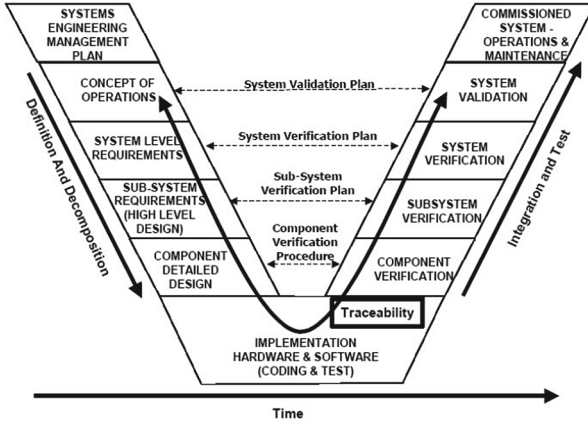 SYSTEMS
ENGINEERING
MANAGEMENT
PLAN
COMMISSIONED
SYSTEM -
OPERATIONS &
MAINTENANCE
CONCEPT OF
OPERATIONS
System Validation Plan
SYSTEM
VALIDATION
SYSTEM LEVEL
REQUIREMENTS
System Verification Plan
SYSTEM
VERIFICATION
SUB-SYSTEM
REQUIREMENTS
(HIGH LEVEL
DESIGN)
Sub-System
Verification Plan
SUBSYSTEM
VERIFICATION
COMPONENT
DETAILED
DESIGN
Component
Verification
Procedure
COMPONENT
VERIFICATION
Definition And Decomposition
Integration and Test
Traceability
IMPLEMENTATION
HARDWARE & SOFTWARE
(CODING & TEST)
Time